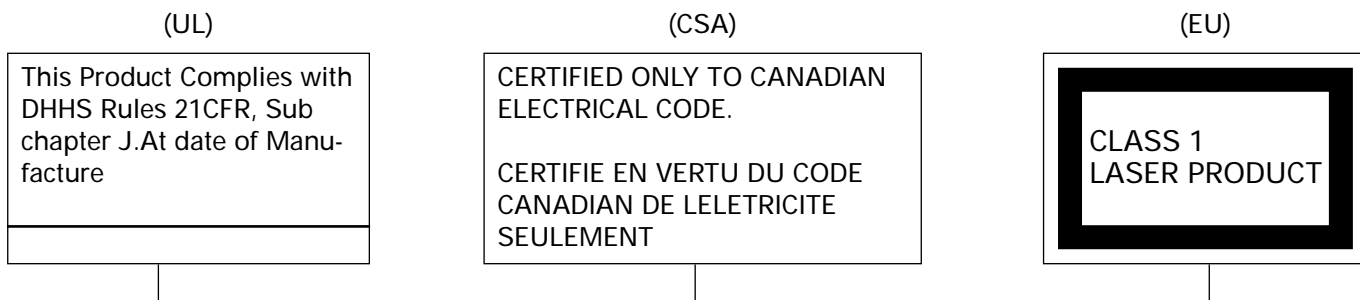 (UL)
This Product Complies with
DHHS Rules 21CFR, Sub
chapter J.At date of Manu-
facture
(CSA)
CERTIFIED ONLY TO CANADIAN
ELECTRICAL CODE.
CERTIFIE EN VERTU DU CODE
CANADIAN DE LELETRICITE
SEULEMENT
(EU)
CLASS 1
LASER PRODUCT